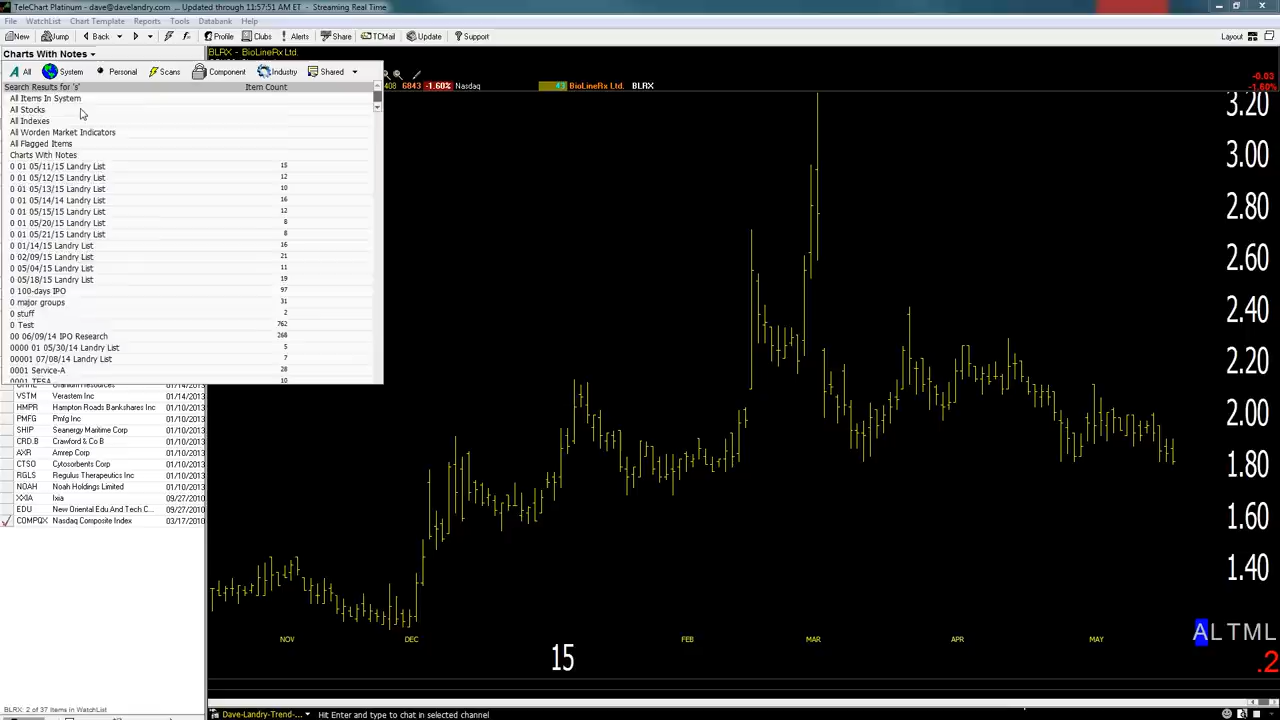 TeleChart Platinum - dave@davelandry.com ... Updated through 11:57:51 AM ET - Streaming Real Time
File WatchList Chart Template Results Tools Databank Help
New Jump Back Profile Clubs Alerts Share TCMail Update Support Layout
Charts With Notes
BLRX - BioLineRx Ltd.
All System Personal Scans Component Industry Shared
-0.03
-1.60%
408 6843 -1.60% Nasdaq 43 BioLineRx Ltd. BLRX
Search Results for 's' Item Count
All Items In System
All Stocks
All Indexes
All Worden Market Indicators
All Flagged Items
Charts With Notes
0 01 05/11/15 Landry List 15
0 01 05/12/15 Landry List 12
0 01 05/13/15 Landry List 10
0 01 05/14/14 Landry List 16
0 01 05/15/15 Landry List 12
0 01 05/20/15 Landry List 8
0 01 05/21/15 Landry List 8
0 01/14/15 Landry List 16
0 02/09/15 Landry List 21
0 05/04/15 Landry List 11
0 05/18/15 Landry List 19
0 100-days IPO 97
0 major groups 31
0 stuff 2
0 Test 762
00 06/09/14 IPO Research 268
0000 01 05/30/14 Landry List 5
00001 07/08/14 Landry List 7
0001 Service-A 28
0001 TESA 10
Uranium Resources 01/14/2013
VSTM Verastem Inc 01/14/2013
HMPR Hampton Roads Bankshares Inc 01/10/2013
PMFG Pmfg Inc 01/10/2013
SHIP Seanergy Maritime Corp 01/10/2013
CRD.B Crawford & Co B 01/10/2013
AXR Amrep Corp 01/10/2013
CTSO Cytosorbents Corp 01/10/2013
RGLS Regulus Therapeutics Inc 01/10/2013
NOAH Noah Holdings Limited 01/10/2013
XXIA Ixia 09/27/2010
EDU New Oriental Edu And Tech C... 09/27/2010
COMPQX Nasdaq Composite Index 03/17/2010
3.20
3.00
2.80
2.60
2.40
2.20
2.00
1.80
1.60
1.40
ALTML
.2
NOV DEC 15 FEB MAR APR MAY
BLRX: 2 of 37 Items in WatchList
Dave-Landry-Trend-... Hit Enter and type to chat in selected channel